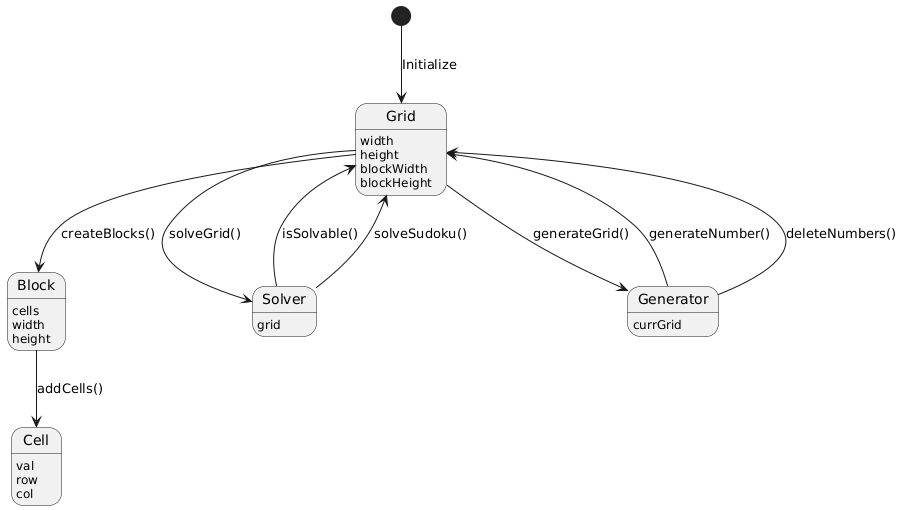 Initialize
Grid
width
height
blockWidth
blockHeight
createBlocks()
solveGrid()
isSolvable()
solveSudoku()
generateGrid()
generateNumber()
deleteNumbers()
Block
cells
width
height
Solver
grid
Generator
currGrid
addCells()
Cell
val
row
col